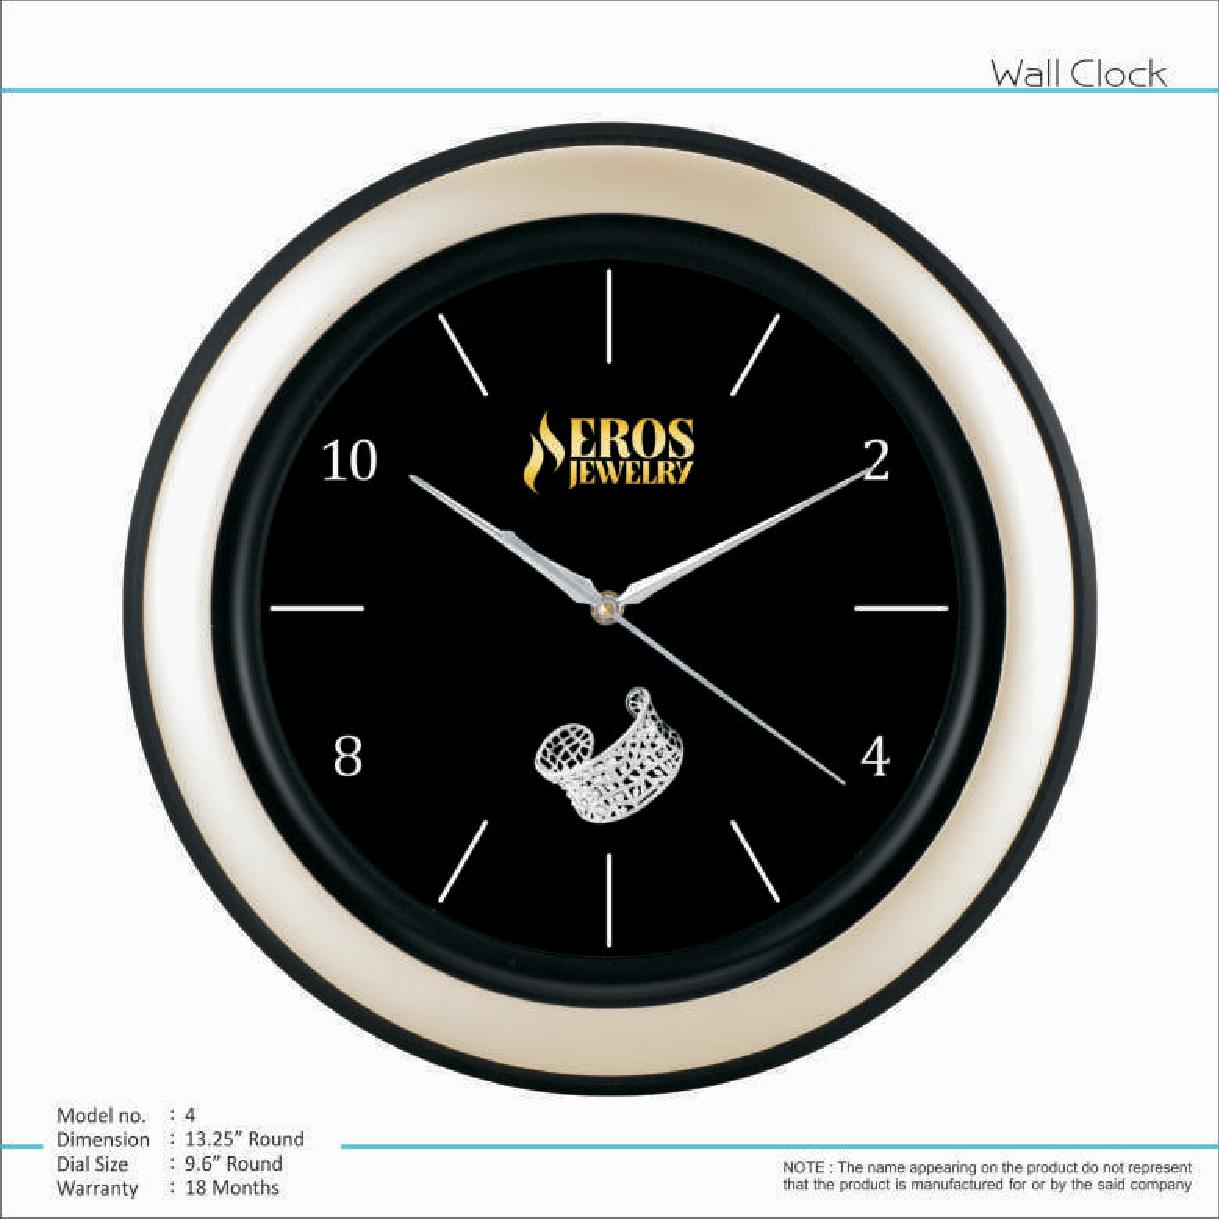 Wall Clock
EROS
JEWELRY
10
2
8
4
Model no. : 4
Dimension : 13.25” Round
Dial Size : 9.6” Round
Warranty : 18 Months
NOTE : The name appearing on the product do not represent
that the product is manufactured for or by the said company